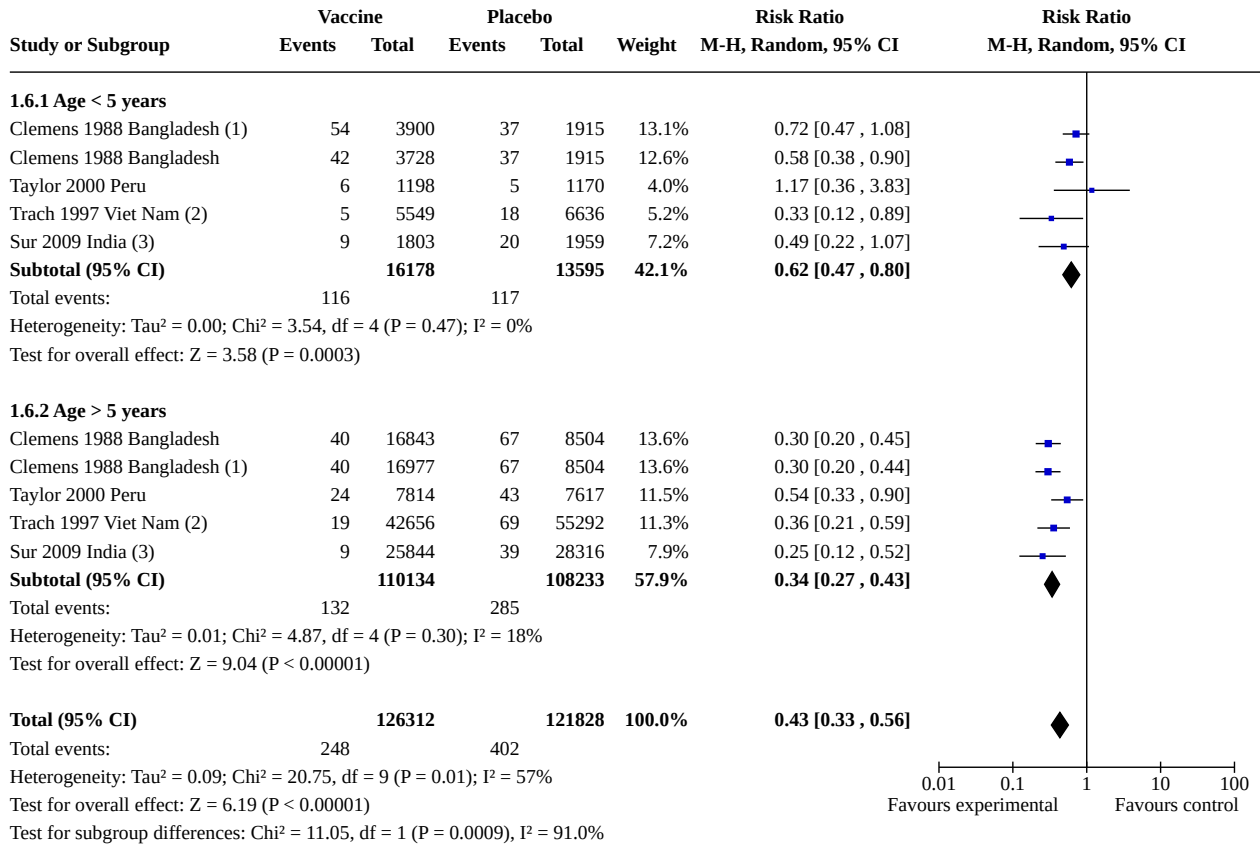 Vaccine Placebo Risk Ratio Risk Ratio
Study or Subgroup Events Total Events Total Weight M-H, Random, 95% CI M-H, Random, 95% CI
1.6.1 Age < 5 years
Clemens 1988 Bangladesh (1) 54 3900 37 1915 13.1% 0.72 [0.47 , 1.08]
Clemens 1988 Bangladesh 42 3728 37 1915 12.6% 0.58 [0.38 , 0.90]
Taylor 2000 Peru 6 1198 5 1170 4.0% 1.17 [0.36 , 3.83]
Trach 1997 Viet Nam (2) 5 5549 18 6636 5.2% 0.33 [0.12 , 0.89]
Sur 2009 India (3) 9 1803 20 1959 7.2% 0.49 [0.22 , 1.07]
Subtotal (95% CI) 16178 13595 42.1% 0.62 [0.47 , 0.80]
Total events: 116 117
Heterogeneity: Tau² = 0.00; Chi² = 3.54, df = 4 (P = 0.47); I² = 0%
Test for overall effect: Z = 3.58 (P = 0.0003)
1.6.2 Age > 5 years
Clemens 1988 Bangladesh 40 16843 67 8504 13.6% 0.30 [0.20 , 0.45]
Clemens 1988 Bangladesh (1) 40 16977 67 8504 13.6% 0.30 [0.20 , 0.44]
Taylor 2000 Peru 24 7814 43 7617 11.5% 0.54 [0.33 , 0.90]
Trach 1997 Viet Nam (2) 19 42656 69 55292 11.3% 0.36 [0.21 , 0.59]
Sur 2009 India (3) 9 25844 39 28316 7.9% 0.25 [0.12 , 0.52]
Subtotal (95% CI) 110134 108233 57.9% 0.34 [0.27 , 0.43]
Total events: 132 285
Heterogeneity: Tau² = 0.01; Chi² = 4.87, df = 4 (P = 0.30); I² = 18%
Test for overall effect: Z = 9.04 (P < 0.00001)
Total (95% CI) 126312 121828 100.0% 0.43 [0.33 , 0.56]
Total events: 248 402
Heterogeneity: Tau² = 0.09; Chi² = 20.75, df = 9 (P = 0.01); I² = 57%
Test for overall effect: Z = 6.19 (P < 0.00001)
Test for subgroup differences: Chi² = 11.05, df = 1 (P = 0.0009), I² = 91.0%
0.01 0.1 1 10 100
Favours experimental Favours control